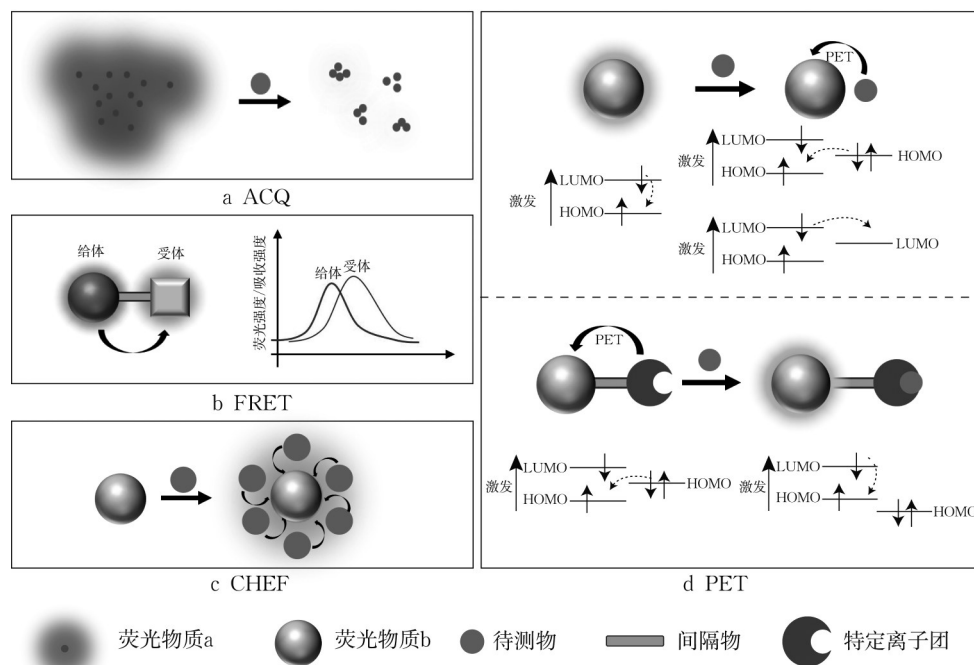 a ACQ
给体
受体
荧光强度/吸收强度
给体
受体
b FRET
c CHEF
PET
激发
LUMO
HOMO
激发
LUMO
HOMO
HOMO
激发
LUMO
HOMO
LUMO
PET
激发
LUMO
HOMO
HOMO
激发
LUMO
HOMO
HOMO
d PET
荧光物质a
荧光物质b
待测物
间隔物
特定离子团